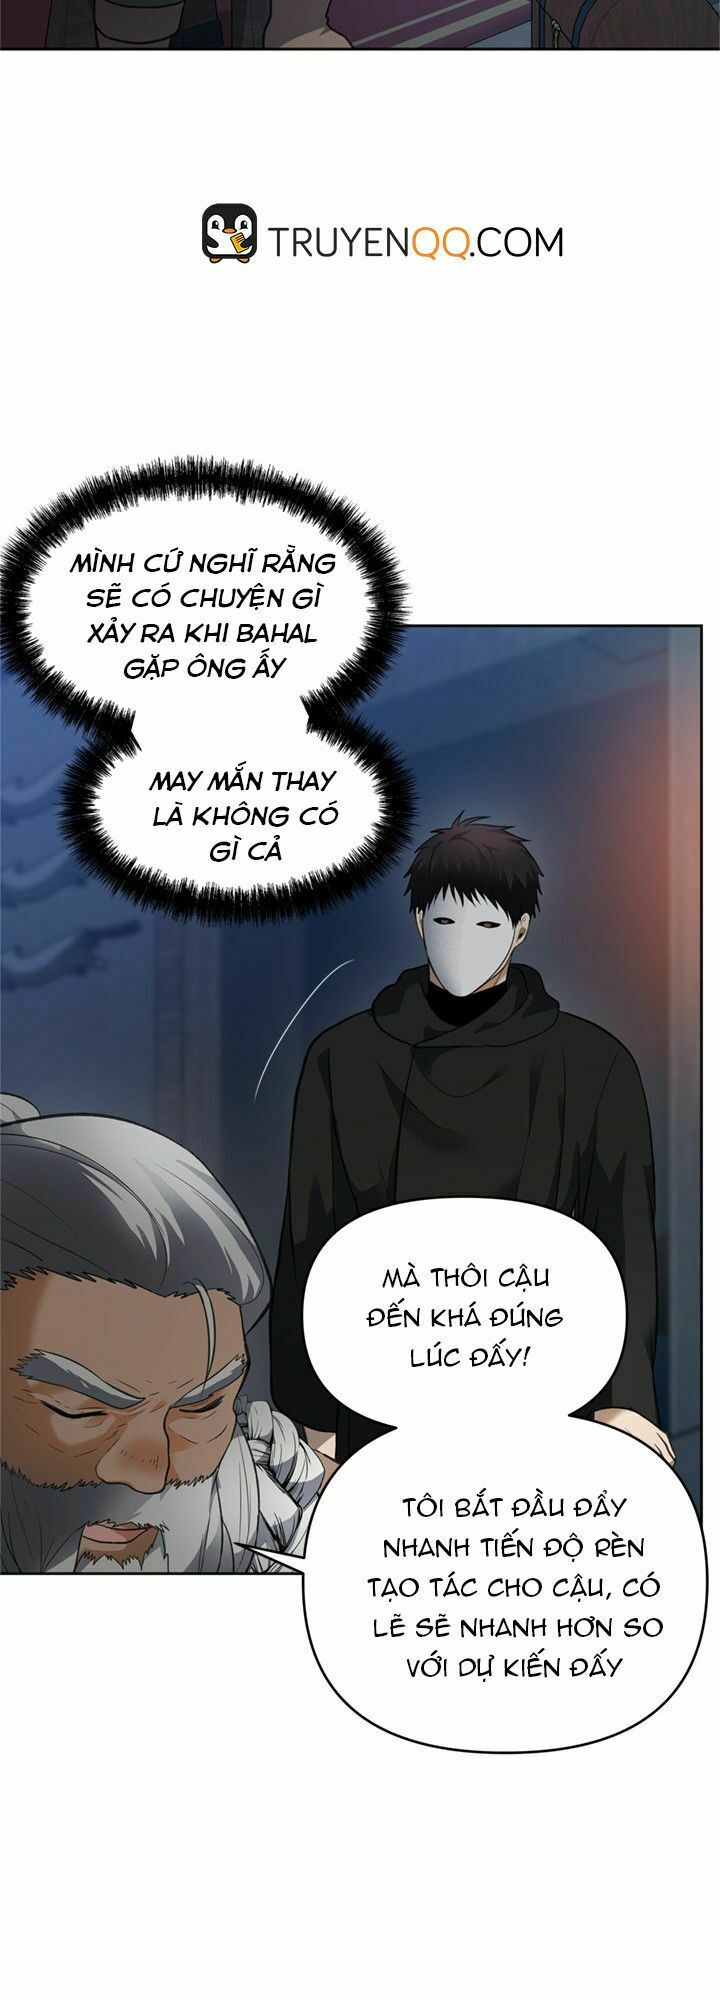 TRUYENQQ.COM
MÌNH CỨ NGHĨ RẰNG
SẼ CÓ CHUYỆN GÌ
XẢY RA KHI BAHAL
GẶP ÔNG ẤY
MAY MẮN THAY
LÀ KHÔNG CÓ
GÌ CẢ
MÀ THÔI CẬU
ĐẾN KHÁ ĐÚNG
LÚC ĐẤY!
TÔI BẮT ĐẦU ĐẨY
NHANH TIẾN ĐỘ RÈN
TẠO TÁC CHO CẬU, CÓ
LẼ SẼ NHANH HƠN SO
VỚI DỰ KIẾN ĐẤY